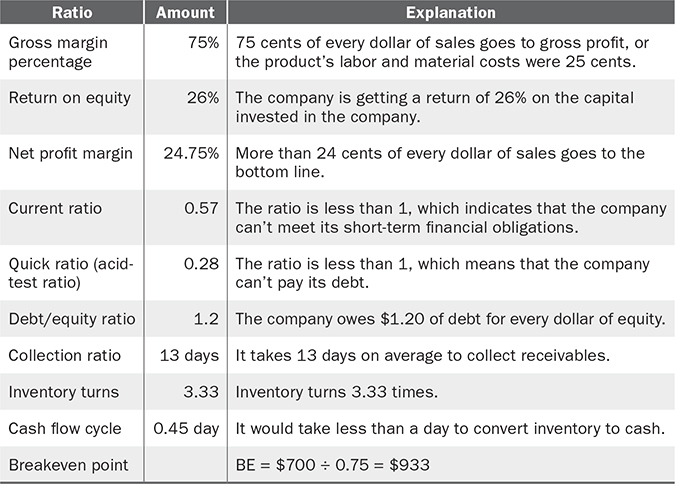 Ratio Amount Explanation
Gross margin percentage 75% 75 cents of every dollar of sales goes to gross profit, or
the product's labor and material costs were 25 cents.
Return on equity 26% The company is getting a return of 26% on the capital
invested in the company.
Net profit margin 24.75% More than 24 cents of every dollar of sales goes to the
bottom line.
Current ratio 0.57 The ratio is less than 1, which indicates that the company
can't meet its short-term financial obligations.
Quick ratio (acid-
test ratio) 0.28 The ratio is less than 1, which means that the company
can't pay its debt.
Debt/equity ratio 1.2 The company owes $1.20 of debt for every dollar of equity.
Collection ratio 13 days It takes 13 days on average to collect receivables.
Inventory turns 3.33 Inventory turns 3.33 times.
Cash flow cycle 0.45 day It would take less than a day to convert inventory to cash.
Breakeven point BE = $700 ÷ 0.75 = $933